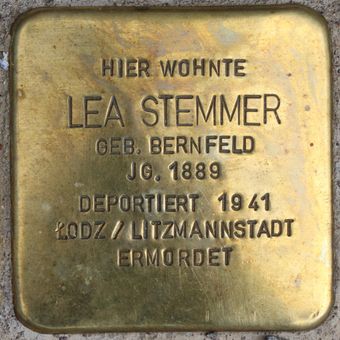 HIER WOHNTE
LEA STEMMER
GEB. BERNFELD
JG. 1889
DEPORTIERT 1941
ŁODZ / LITZMANNSTADT
ERMORDET